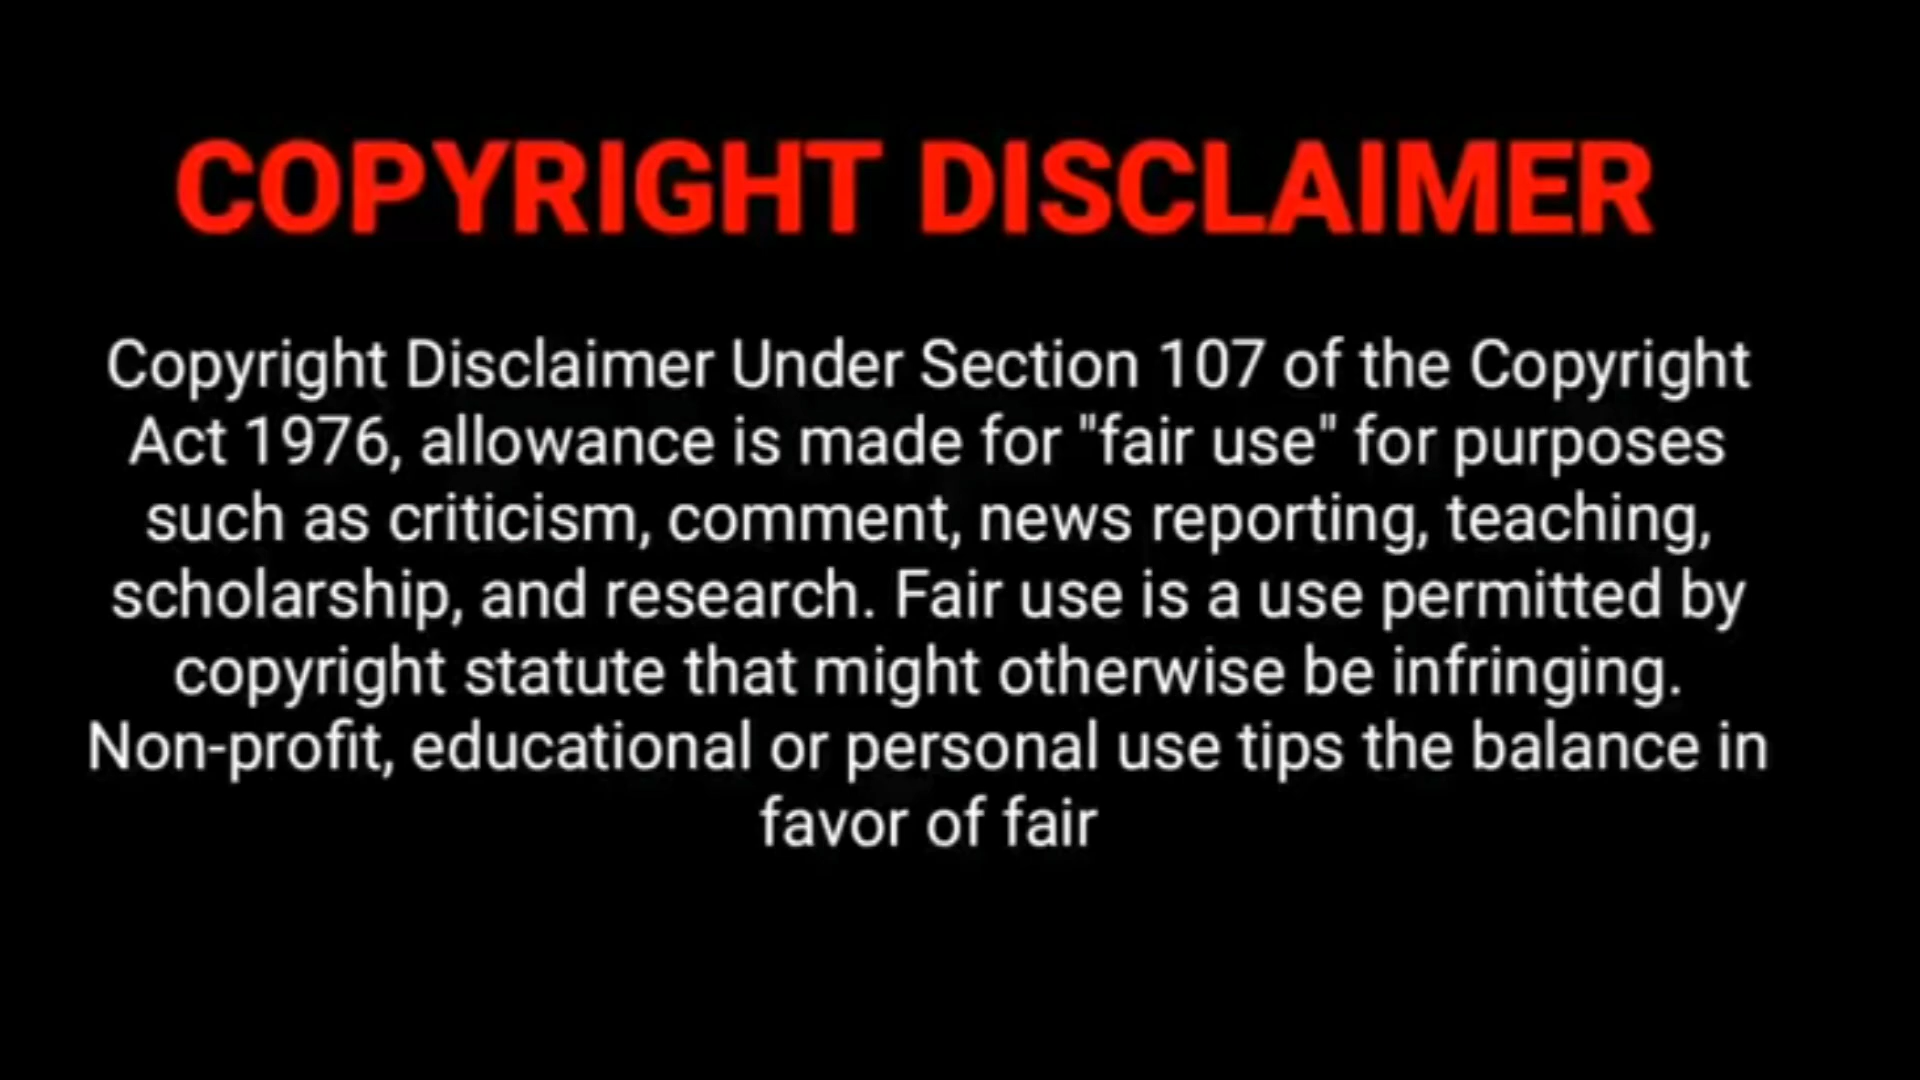 COPYRIGHT DISCLAIMER
Copyright Disclaimer Under Section 107 of the Copyright
Act 1976, allowance is made for "fair use" for purposes
such as criticism, comment, news reporting, teaching,
scholarship, and research. Fair use is a use permitted by
copyright statute that might otherwise be infringing.
Non-profit, educational or personal use tips the balance in
favor of fair